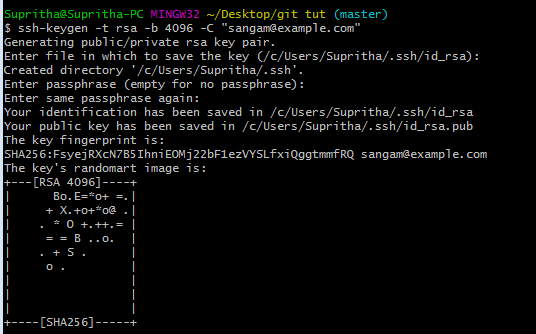 Supritha@Supritha-PC MINGW32 ~/Desktop/git tut (master)
$ ssh-keygen -t rsa -b 4096 -C "sangam@example.com"
Generating public/private rsa key pair.
Enter file in which to save the key (/c/Users/Supritha/.ssh/id_rsa):
Created directory '/c/Users/Supritha/.ssh'.
Enter passphrase (empty for no passphrase):
Enter same passphrase again:
Your identification has been saved in /c/Users/Supritha/.ssh/id_rsa
Your public key has been saved in /c/Users/Supritha/.ssh/id_rsa.pub
The key fingerprint is:
SHA256:FsyejRXcN7B5IhniEOMj22bF1ezVYSLfxiQggtmmfRQ sangam@example.com
The key's randomart image is:
+---[RSA 4096]----+
|      Bo.E=*o+ =.|
|     + X.+o+*o@ .|
|    . * O +.++.= |
|     = = B ..o.  |
|    . + S .      |
|     o .         |
|                 |
|                 |
|                 |
+----[SHA256]-----+